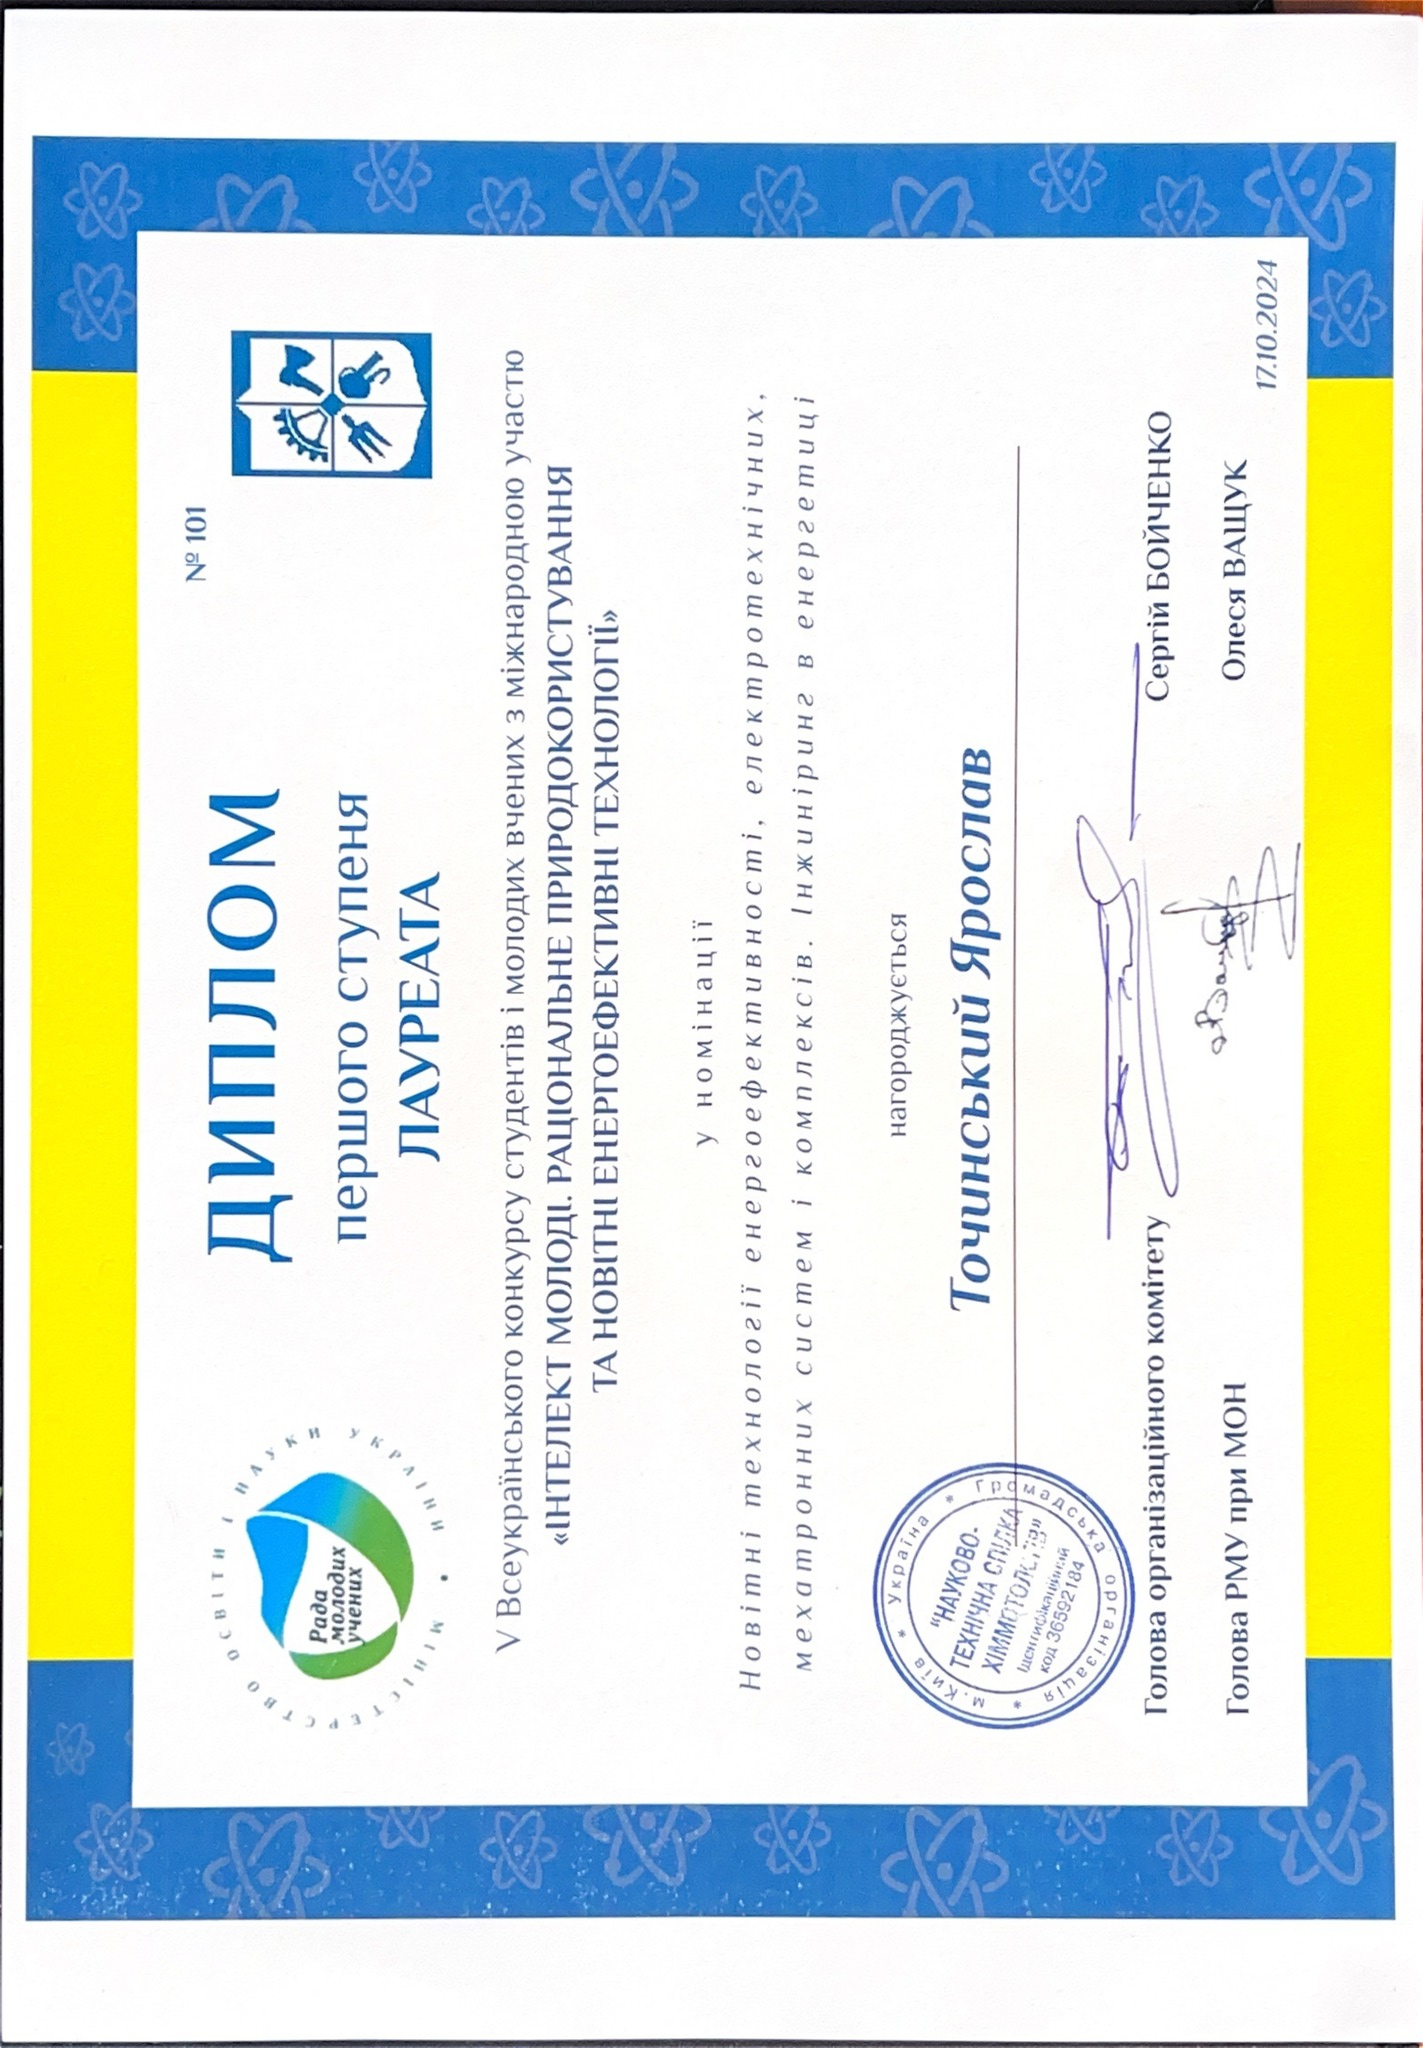 № 101
МІНІСТЕРСТВО ОСВІТИ І НАУКИ УКРАЇНИ
Рада
молодих
учених
ДИПЛОМ
першого ступеня
ЛАУРЕАТА
V Всеукраїнського конкурсу студентів і молодих вчених з міжнародною участю
«ІНТЕЛЕКТ МОЛОДІ. РАЦІОНАЛЬНЕ ПРИРОДОКОРИСТУВАННЯ
ТА НОВІТНІ ЕНЕРГОЕФЕКТИВНІ ТЕХНОЛОГІЇ»
у номінації
Новітні технології енергоефективності, електротехнічних,
мехатронних систем і комплексів. Інжиніринг в енергетиці
нагороджується
Точинський Ярослав
м.Київ * Україна * Громадська організація *
"НАУКОВО-
ТЕХНІЧНА СПІЛКА
ХІММОТОЛОГІВ"
Ідентифікаційний
код 36592184
Голова організаційного комітету Сергій БОЙЧЕНКО
Голова РМУ при МОН Олеся ВАЩУК
17.10.2024